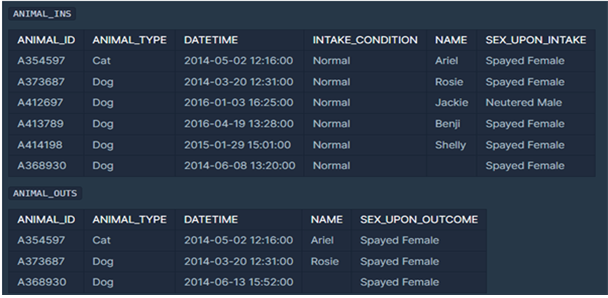 ANIMAL_INS
ANIMAL_ID ANIMAL_TYPE DATETIME INTAKE_CONDITION NAME SEX_UPON_INTAKE
A354597 Cat 2014-05-02 12:16:00 Normal Ariel Spayed Female
A373687 Dog 2014-03-20 12:31:00 Normal Rosie Spayed Female
A412697 Dog 2016-01-03 16:25:00 Normal Jackie Neutered Male
A413789 Dog 2016-04-19 13:28:00 Normal Benji Spayed Female
A414198 Dog 2015-01-29 15:01:00 Normal Shelly Spayed Female
A368930 Dog 2014-06-08 13:20:00 Normal Spayed Female
ANIMAL_OUTS
ANIMAL_ID ANIMAL_TYPE DATETIME NAME SEX_UPON_OUTCOME
A354597 Cat 2014-05-02 12:16:00 Ariel Spayed Female
A373687 Dog 2014-03-20 12:31:00 Rosie Spayed Female
A368930 Dog 2014-06-13 15:52:00 Spayed Female